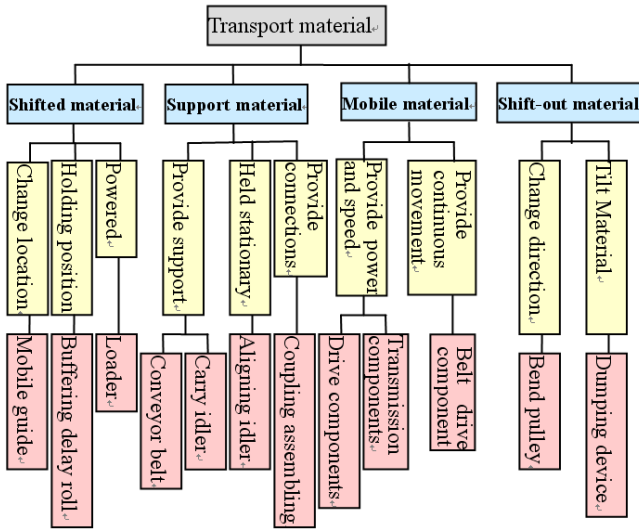 Transport material
Shifted material
Support material
Mobile material
Shift-out material
Change location
Holding position
Powered
Provide support
Held stationary
Provide
connections
Provide power
and speed
Provide
continuous
movement
Change direction
Tilt Material
Mobile guide
Buffering delay roll
Loader
Conveyor belt
Carry idler
Aligning idler
Coupling assembling
Drive components
Transmission
components
Belt drive
component
Bend pulley
Dumping device